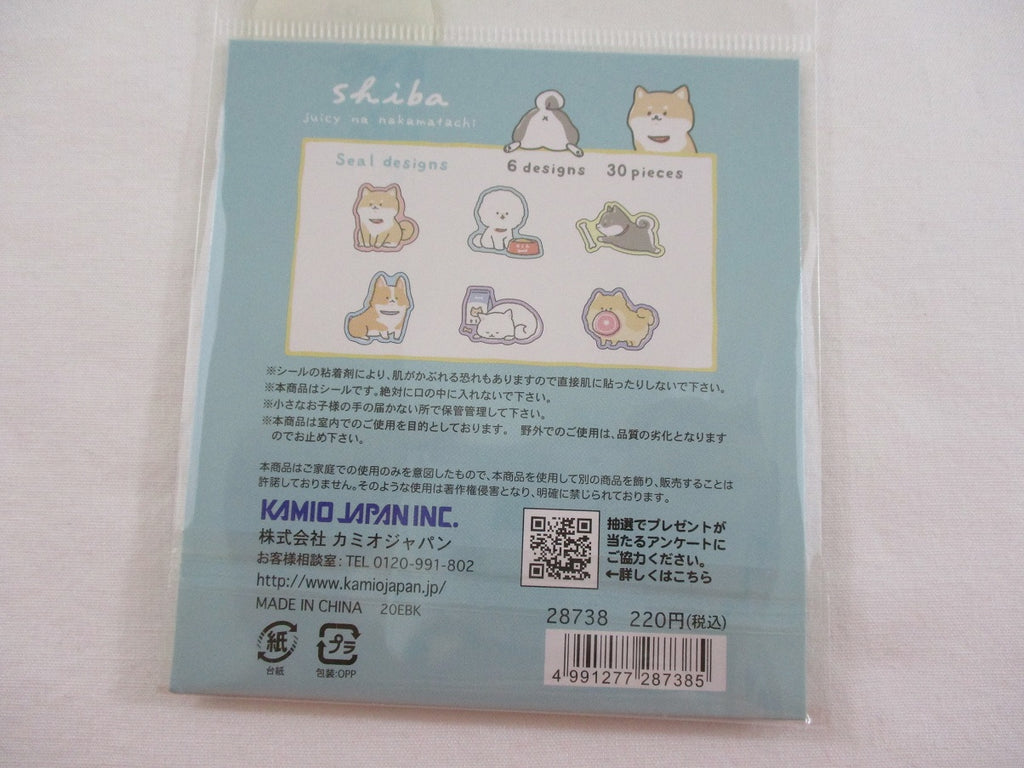 shiba
juicy na nakamatachi
Seal designs
6 designs 30 pieces
※シールの粘着剤により、肌がかぶれる恐れもありますので直接肌に貼ったりしないで下さい。
※本商品はシールです。絶対に口の中に入れないで下さい。
※小さなお子様の手の届かない所で保管管理して下さい。
※本商品は室内でのご使用を目的としております。 野外でのご使用は、品質の劣化となります
のでお止め下さい。
本商品はご家庭での使用のみを意図したもので、本商品を使用して別の商品を飾り、販売することは
許諾しておりません。そのような使用は著作権侵害となり、明確に禁じられております。
KAMIO JAPAN INC.
株式会社 カミオジャパン
お客様相談室: TEL 0120-991-802
http://www.kamiojapan.jp/
MADE IN CHINA 20EBK
抽選でプレゼントが
当たるアンケートに
ご協力ください。
←詳しくはこちら
28738 220円(税込)
紙
台紙
プラ
包装:OPP
4 991277 287385